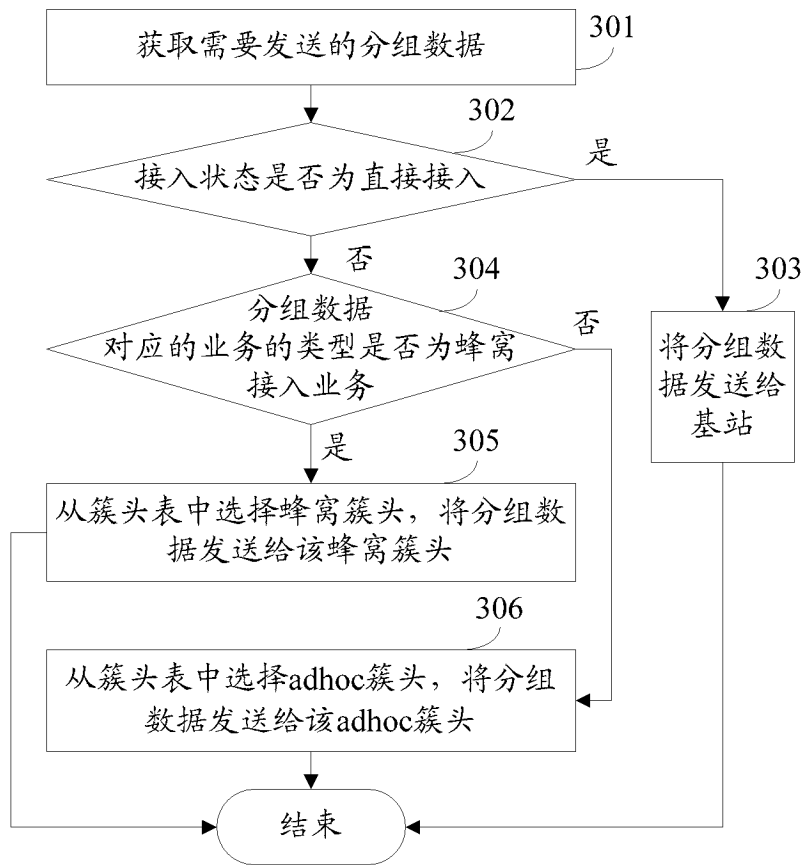 获取需要发送的分组数据
301
302
接入状态是否为直接接入
是
否
304
303
分组数据
对应的业务的类型是否为蜂窝
接入业务
否
将分组数
据发送给
基站
是
305
从簇头表中选择蜂窝簇头，将分组数
据发送给该蜂窝簇头
306
从簇头表中选择adhoc簇头，将分组
数据发送给该adhoc簇头
结束